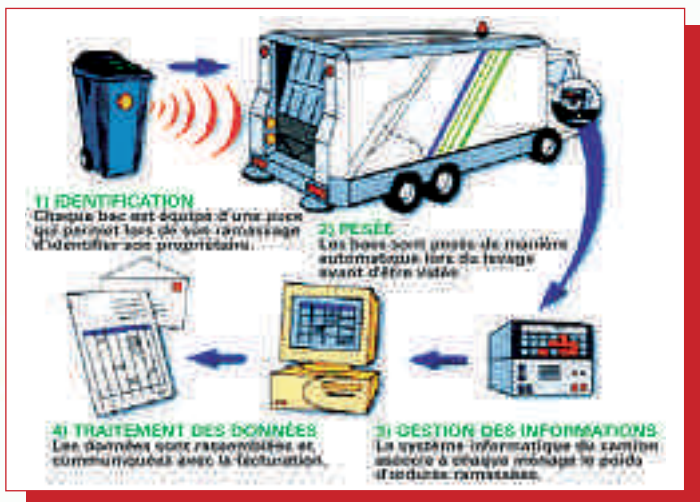 1) IDENTIFICATION
Chaque bac est équipé d'une puce
qui permet lors de son ramassage
d'identifier son propriétaire.
2) PESÉE
Les bacs sont pesés de manière
automatique lors du levage
avant d'être vidés
3) GESTION DES INFORMATIONS
Le système informatique du camion
associe à chaque ménage le poids
d'ordures ramassées.
4) TRAITEMENT DES DONNÉES
Les données sont rassemblées et
communiquées avec la facturation.